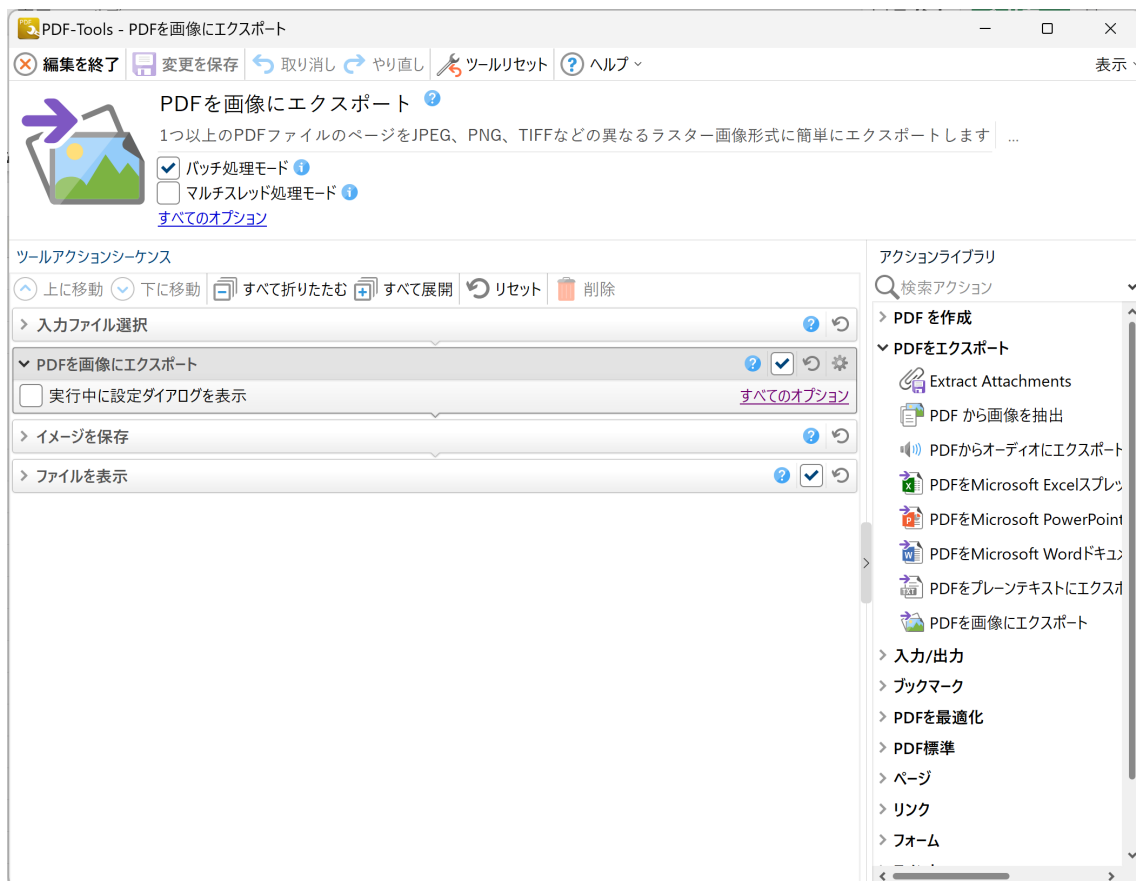 PDF-Tools - PDFを画像にエクスポート
編集を終了 変更を保存 取り消し やり直し ツールリセット ヘルプ 表示
PDFを画像にエクスポート
1つ以上のPDFファイルのページをJPEG、PNG、TIFFなどの異なるラスター画像形式に簡単にエクスポートします ...
バッチ処理モード
マルチスレッド処理モード
すべてのオプション
ツールアクションシーケンス
上に移動 下に移動 すべて折りたたむ すべて展開 リセット 削除
入力ファイル選択
PDFを画像にエクスポート
実行中に設定ダイアログを表示 すべてのオプション
イメージを保存
ファイルを表示
アクションライブラリ
検索アクション
PDF を作成
PDFをエクスポート
Extract Attachments
PDF から画像を抽出
PDFからオーディオにエクスポート
PDFをMicrosoft Excelスプレッ
PDFをMicrosoft PowerPoint
PDFをMicrosoft Wordドキュメ
PDFをプレーンテキストにエクスポ
PDFを画像にエクスポート
入力/出力
ブックマーク
PDFを最適化
PDF標準
ページ
リンク
フォーム